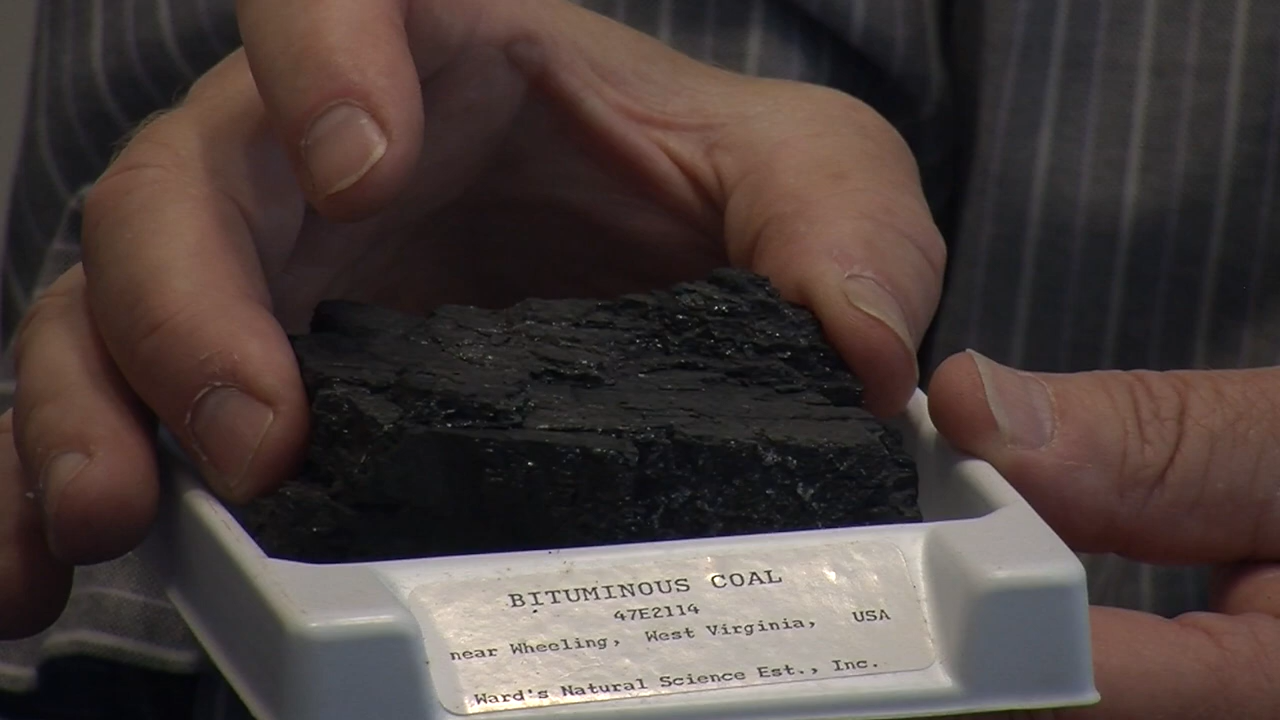 BITUMINOUS COAL
47E2114
near Wheeling, West Virginia, USA
Ward's Natural Science Est., Inc.